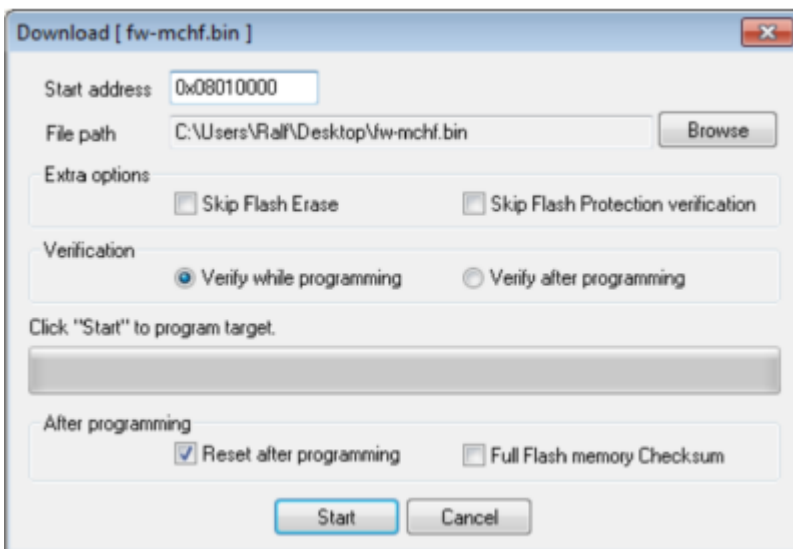 Download [ fw-mchf.bin ]
Start address 0x08010000
File path C:\Users\Ralf\Desktop\fw-mchf.bin Browse
Extra options
Skip Flash Erase Skip Flash Protection verification
Verification
Verify while programming Verify after programming
Click "Start" to program target.
After programming
Reset after programming Full Flash memory Checksum
Start Cancel